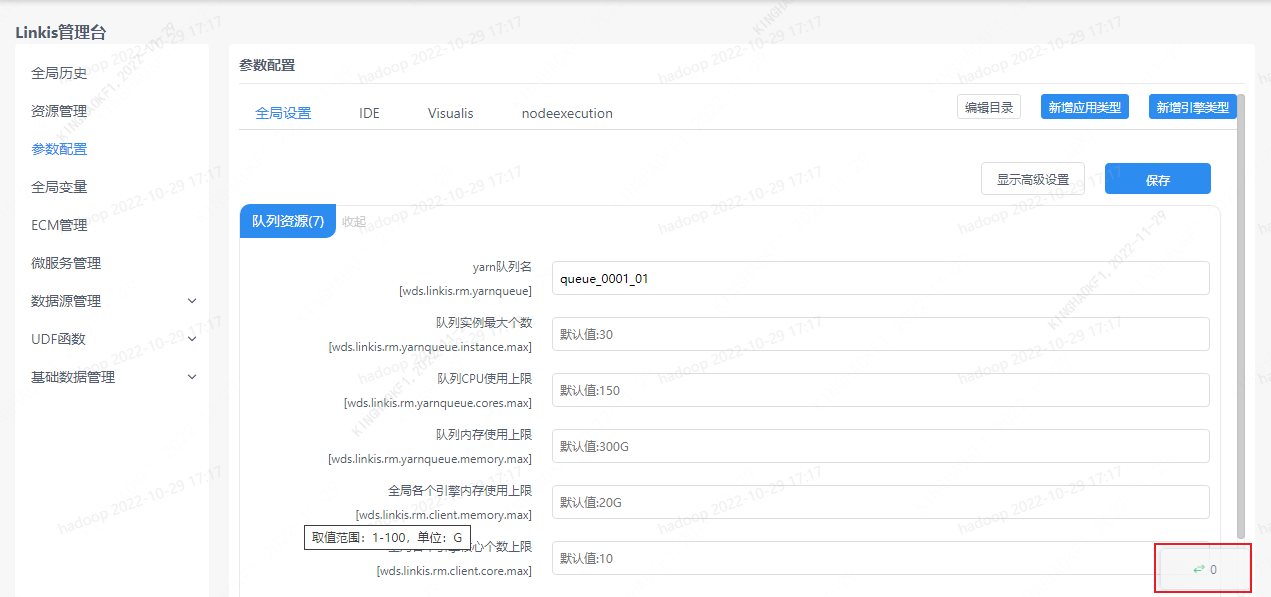 Linkis管理台
全局历史
资源管理
参数配置
全局变量
ECM管理
微服务管理
数据源管理
UDF函数
基础数据管理
参数配置
全局设置 IDE Visualis nodeexecution 编辑目录 新增应用类型 新增引擎类型
显示高级设置 保存
队列资源(7) 收起
yarn队列名
[wds.linkis.rm.yarnqueue] queue_0001_01
队列实例最大个数
[wds.linkis.rm.yarnqueue.instance.max] 默认值:30
队列CPU使用上限
[wds.linkis.rm.yarnqueue.cores.max] 默认值:150
队列内存使用上限
[wds.linkis.rm.yarnqueue.memory.max] 默认值:300G
全局各个引擎内存使用上限
[wds.linkis.rm.client.memory.max] 默认值:20G
取值范围：1-100，单位：G
心个数上限
[wds.linkis.rm.client.core.max] 默认值:10
0
hadoop 2022-10-29 17:17
KINGHAOKF1, 2022-11-29